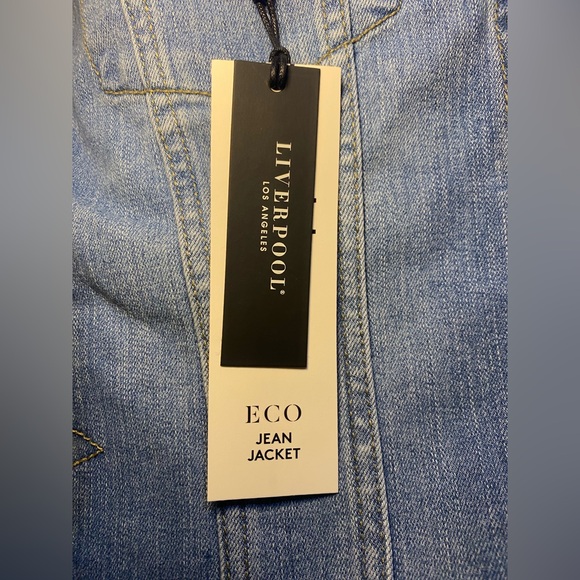 LIVERPOOL®
LOS ANGELES
ECO
JEAN
JACKET